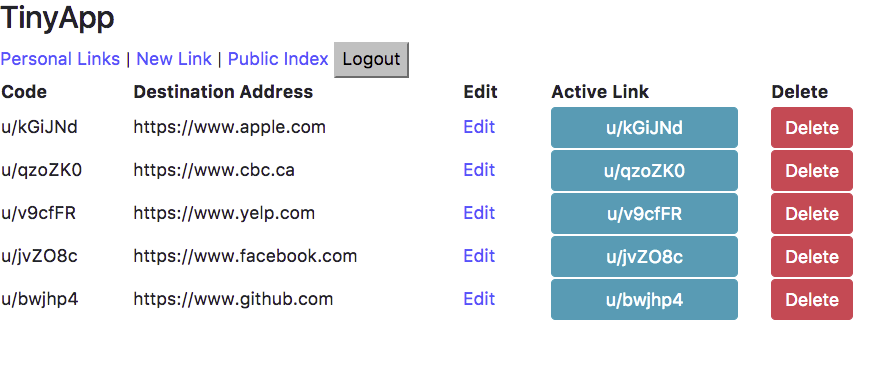 TinyApp
Personal Links | New Link | Public Index Logout
Code Destination Address Edit Active Link Delete
u/kGiJNd https://www.apple.com Edit u/kGiJNd Delete
u/qzoZK0 https://www.cbc.ca Edit u/qzoZK0 Delete
u/v9cfFR https://www.yelp.com Edit u/v9cfFR Delete
u/jvZO8c https://www.facebook.com Edit u/jvZO8c Delete
u/bwjhp4 https://www.github.com Edit u/bwjhp4 Delete